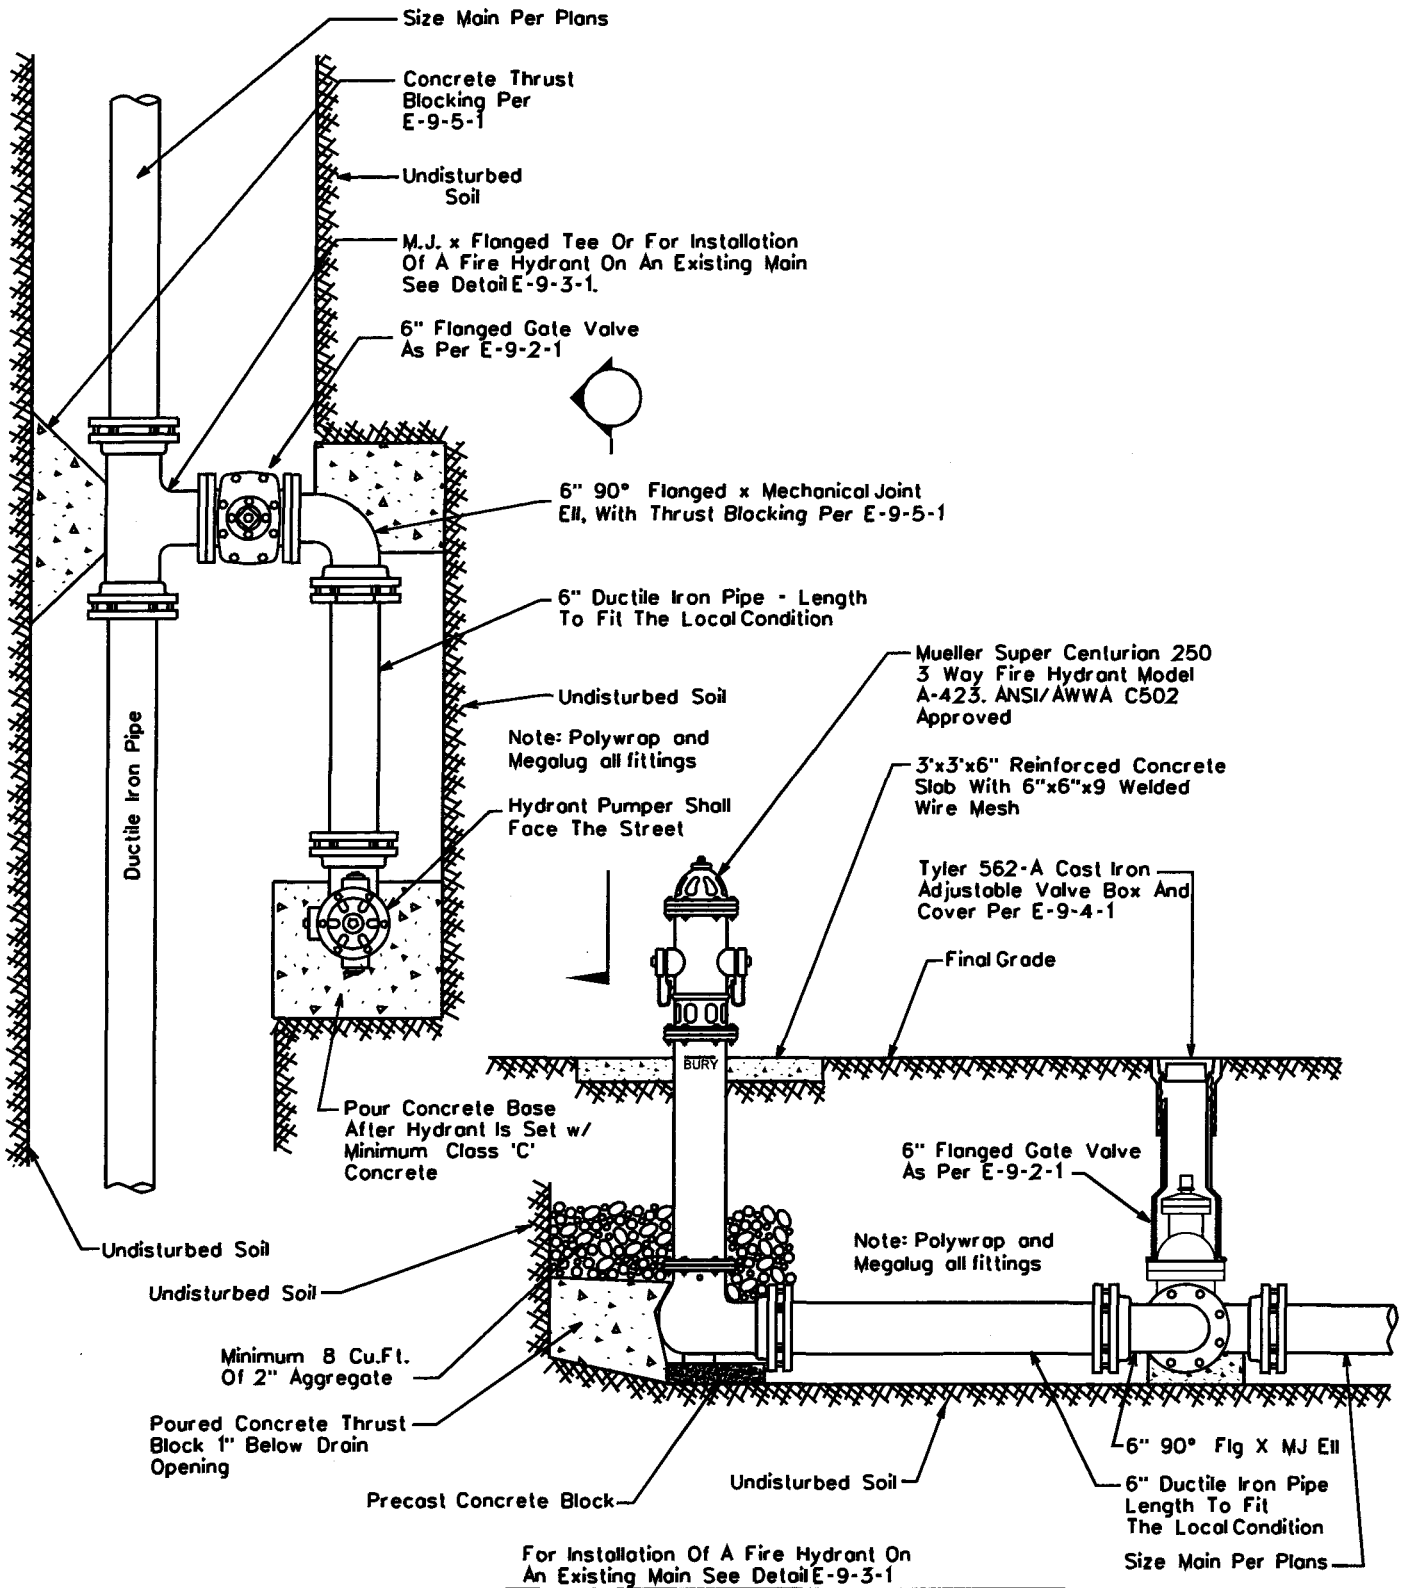 Size Main Per Plans
Concrete Thrust
Blocking Per
E-9-5-1
Undisturbed
Soil
M.J. x Flanged Tee Or For Installation
Of A Fire Hydrant On An Existing Main
See Detail E-9-3-1.
6" Flanged Gate Valve
As Per E-9-2-1
6" 90° Flanged x Mechanical Joint
Ell, With Thrust Blocking Per E-9-5-1
6" Ductile Iron Pipe - Length
To Fit The Local Condition
Mueller Super Centurian 250
3 Way Fire Hydrant Model
A-423. ANSI/AWWA C502
Approved
Undisturbed Soil
Note: Polywrap and
Megalug all fittings
3'x3'x6" Reinforced Concrete
Slab With 6"x6"x9 Welded
Wire Mesh
Ductile Iron Pipe
Hydrant Pumper Shall
Face The Street
Tyler 562-A Cast Iron
Adjustable Valve Box And
Cover Per E-9-4-1
Final Grade
BURY
Pour Concrete Base
After Hydrant Is Set w/
Minimum Class 'C'
Concrete
6" Flanged Gate Valve
As Per E-9-2-1
Undisturbed Soil
Note: Polywrap and
Megalug all fittings
Undisturbed Soil
Minimum 8 Cu.Ft.
Of 2" Aggregate
Poured Concrete Thrust
Block 1" Below Drain
Opening
6" 90° Flg X MJ Ell
Undisturbed Soil
6" Ductile Iron Pipe
Length To Fit
The Local Condition
Precast Concrete Block
Size Main Per Plans
For Installation Of A Fire Hydrant On
An Existing Main See Detail E-9-3-1